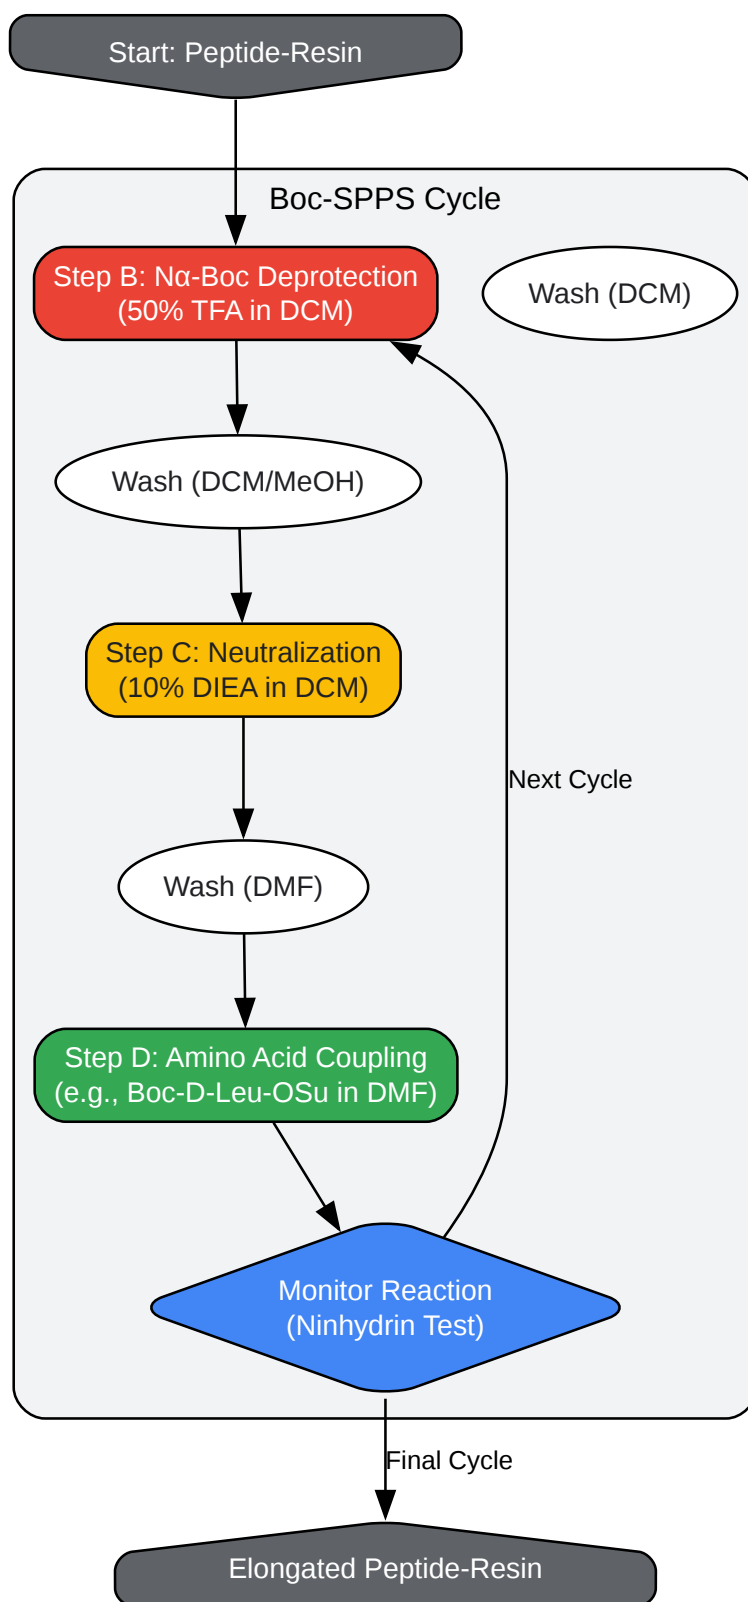 Start: Peptide-Resin
Boc-SPPS Cycle
Step B: Nα-Boc Deprotection
(50% TFA in DCM)
Wash (DCM)
Wash (DCM/MeOH)
Step C: Neutralization
(10% DIEA in DCM)
Next Cycle
Wash (DMF)
Step D: Amino Acid Coupling
(e.g., Boc-D-Leu-OSu in DMF)
Monitor Reaction
(Ninhydrin Test)
Final Cycle
Elongated Peptide-Resin